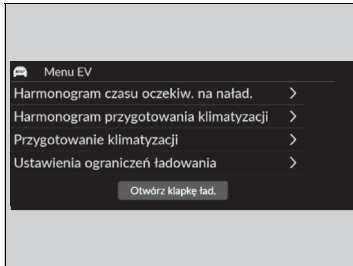 Menu EV
Harmonogram czasu oczekiw. na naład.
Harmonogram przygotowania klimatyzacji
Przygotowanie klimatyzacji
Ustawienia ograniczeń ładowania
Otwórz klapkę ład.